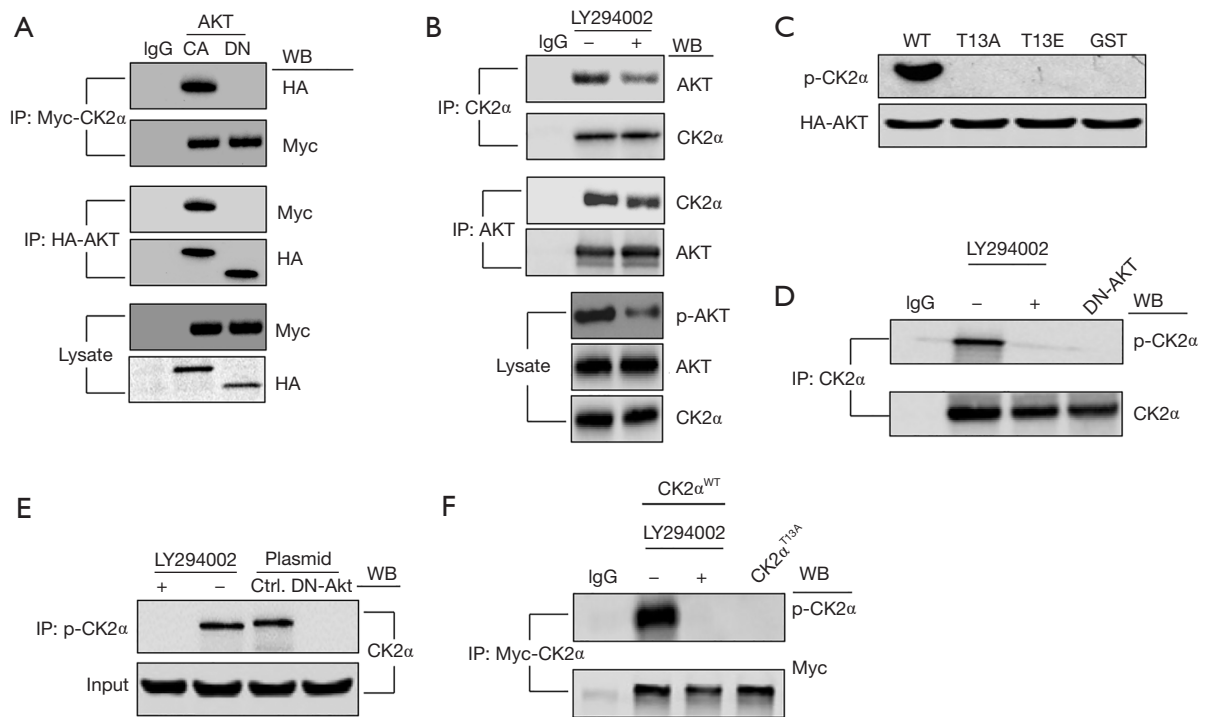 A
AKT
IgG CA DN WB
HA
IP: Myc-CK2α
Myc
Myc
IP: HA-AKT
HA
Myc
Lysate
HA
B
LY294002
IgG – + WB
AKT
IP: CK2α
CK2α
CK2α
IP: AKT
AKT
p-AKT
Lysate
AKT
CK2α
C
WT T13A T13E GST
p-CK2α
HA-AKT
D
LY294002
IgG – + DN-AKT WB
p-CK2α
IP: CK2α
CK2α
E
LY294002 Plasmid
+ – Ctrl. DN-Akt WB
IP: p-CK2α
CK2α
Input
F
CK2α^WT
LY294002
IgG – + CK2α^T13A WB
p-CK2α
IP: Myc-CK2α
Myc